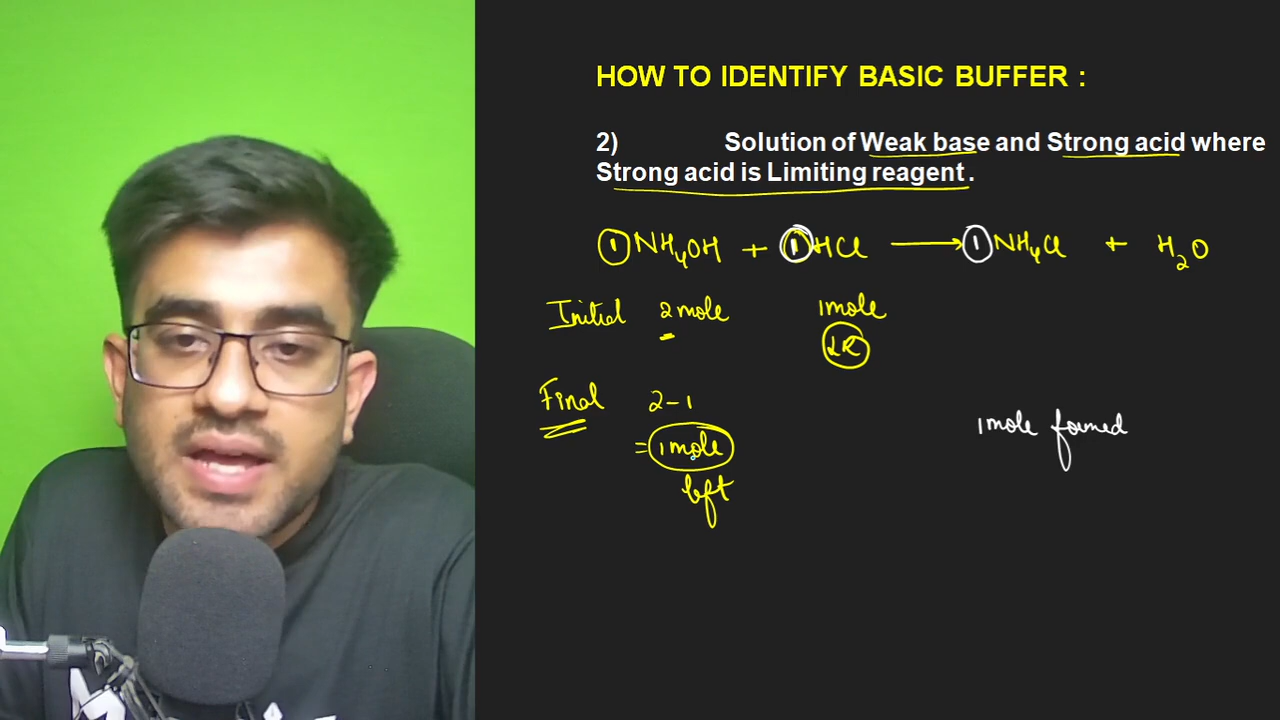 HOW TO IDENTIFY BASIC BUFFER :
2) Solution of Weak base and Strong acid where
Strong acid is Limiting reagent.
1 NH4OH + 1 HCl ⟶ 1 NH4Cl + H2O
Initial 2 mole 1 mole
LR
Final 2-1
= 1 mole 1 mole formed
left